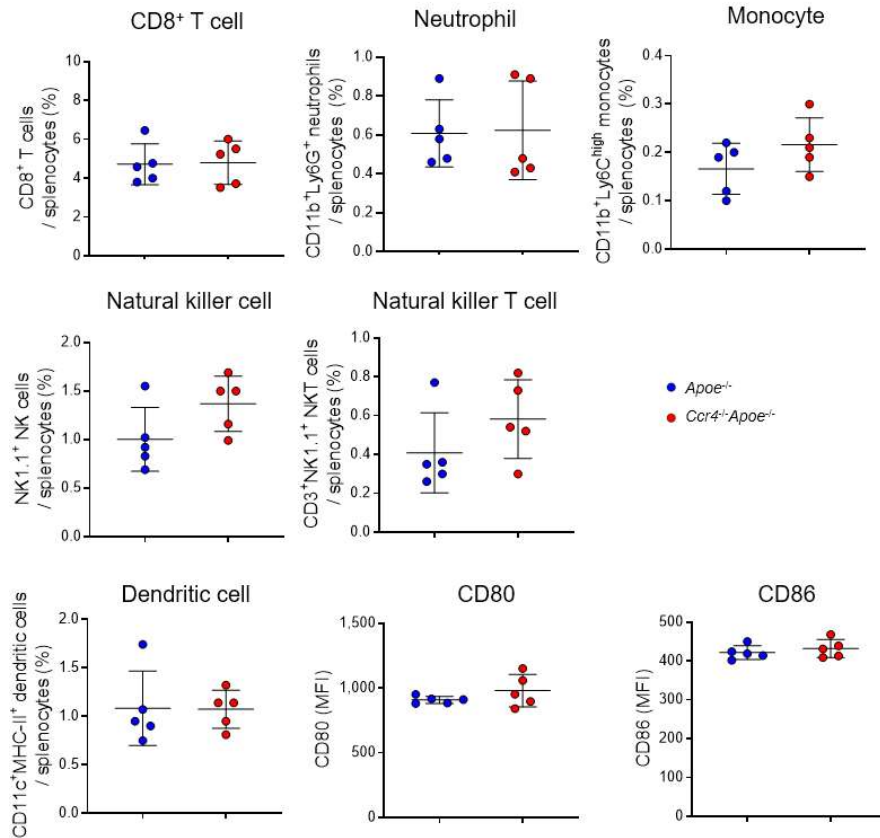 CD8⁺ T cell
CD8⁺ T cells
/ splenocytes (%)
10
8
6
4
2
0
Neutrophil
CD11b⁺Ly6G⁺ neutrophils
/ splenocytes (%)
1.0
0.8
0.6
0.4
0.2
0.0
Monocyte
CD11b⁺Ly6C^high monocytes
/ splenocytes (%)
0.4
0.3
0.2
0.1
0.0
Natural killer cell
NK1.1⁺ NK cells
/ splenocytes (%)
2.0
1.5
1.0
0.5
0.0
Natural killer T cell
CD3⁺NK1.1⁺ NKT cells
/ splenocytes (%)
1.0
0.8
0.6
0.4
0.2
0.0
Apoe⁻/⁻
Ccr4⁻/⁻Apoe⁻/⁻
Dendritic cell
CD11c⁺MHC-II⁺ dendritic cells
/ splenocytes (%)
2.0
1.5
1.0
0.5
0.0
CD80
CD80 (MFI)
1,500
1,000
500
0
CD86
CD86 (MFI)
500
400
300
200
100
0